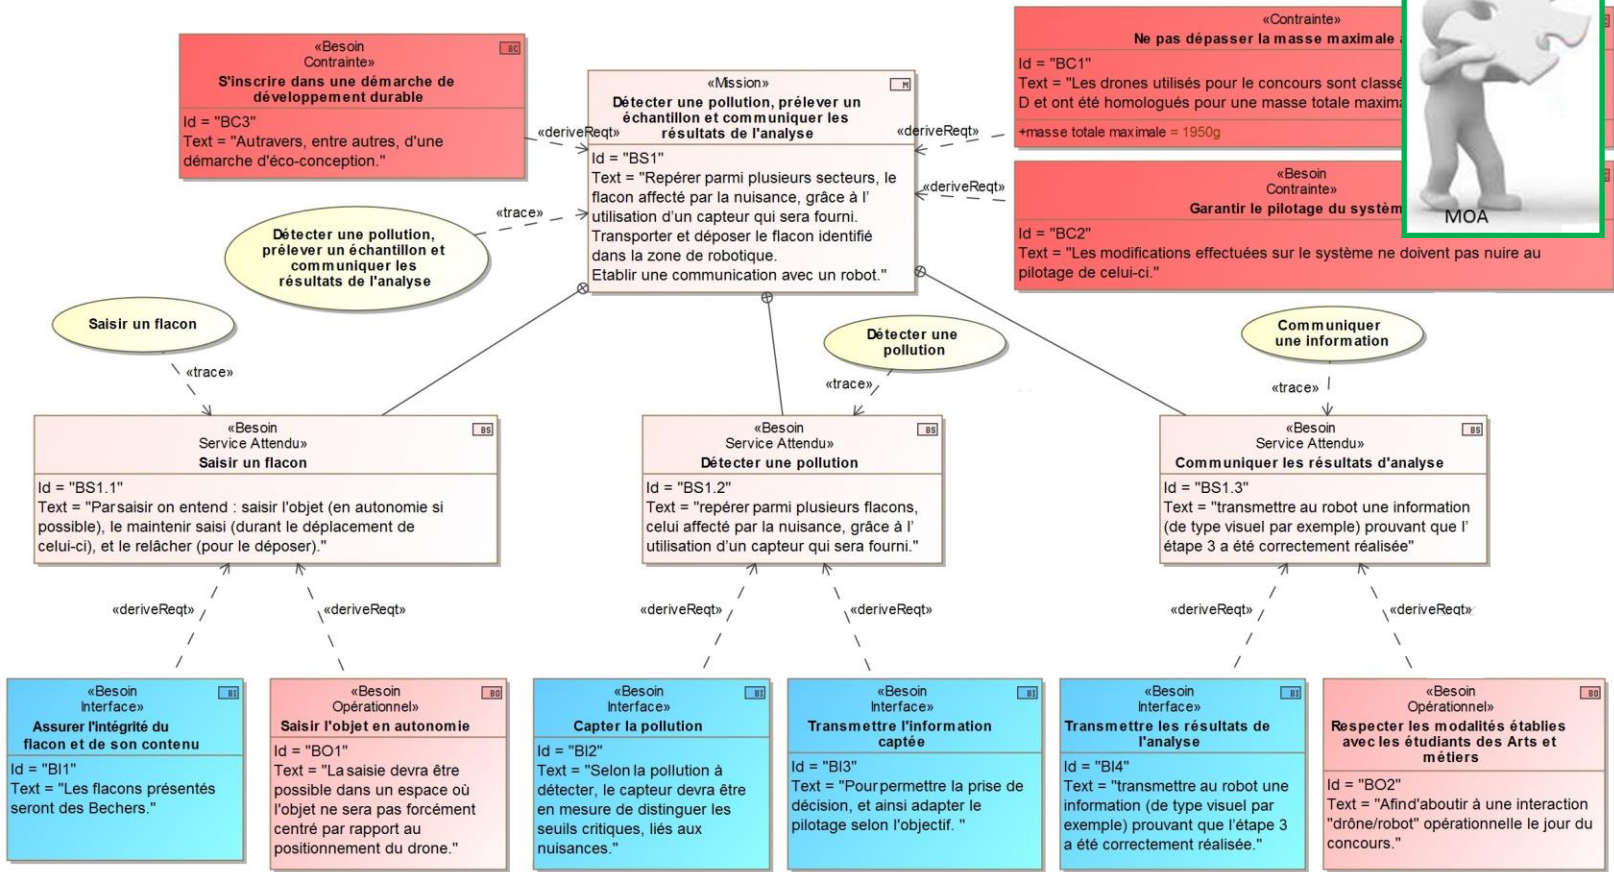 «Besoin
Contrainte»
BC
S'inscrire dans une démarche de
développement durable
Id = "BC3"
Text = "Autravers, entre autres, d'une
démarche d'éco-conception."
«deriveReqt»
«Mission»
M
Détecter une pollution, prélever un
échantillon et communiquer les
résultats de l'analyse
Id = "BS1"
Text = "Repérer parmi plusieurs secteurs, le
flacon affecté par la nuisance, grâce à l'
utilisation d'un capteur qui sera fourni.
Transporter et déposer le flacon identifié
dans la zone de robotique.
Etablir une communication avec un robot."
«deriveReqt»
«Contrainte»
Ne pas dépasser la masse maximale
Id = "BC1"
Text = "Les drones utilisés pour le concours sont classé
D et ont été homologués pour une masse totale maxima
+masse totale maximale = 1950g
«deriveReqt»
«Besoin
Contrainte»
Garantir le pilotage du systèm
Id = "BC2"
Text = "Les modifications effectuées sur le système ne doivent pas nuire au
pilotage de celui-ci."
MOA
«trace»
Détecter une pollution,
prélever un échantillon et
communiquer les
résultats de l'analyse
Saisir un flacon
«trace»
Détecter une
pollution
«trace»
Communiquer
une information
«trace»
«Besoin
Service Attendu»
BS
Saisir un flacon
Id = "BS1.1"
Text = "Parsaisir on entend : saisir l'objet (en autonomie si
possible), le maintenir saisi (durant le déplacement de
celui-ci), et le relâcher (pour le déposer)."
«Besoin
Service Attendu»
BS
Détecter une pollution
Id = "BS1.2"
Text = "repérer parmi plusieurs flacons,
celui affecté par la nuisance, grâce à l'
utilisation d'un capteur qui sera fourni."
«Besoin
Service Attendu»
BS
Communiquer les résultats d'analyse
Id = "BS1.3"
Text = "transmettre au robot une information
(de type visuel par exemple) prouvant que l'
étape 3 a été correctement réalisée"
«deriveReqt»
«deriveReqt»
«deriveReqt»
«deriveReqt»
«deriveReqt»
«deriveReqt»
«Besoin
Interface»
BI
Assurer l'intégrité du
flacon et de son contenu
Id = "BI1"
Text = "Les flacons présentés
seront des Bechers."
«Besoin
Opérationnel»
BO
Saisir l'objet en autonomie
Id = "BO1"
Text = "Lasaisie devra être
possible dans un espace où
l'objet ne sera pas forcément
centré par rapport au
positionnement du drone."
«Besoin
Interface»
BI
Capter la pollution
Id = "BI2"
Text = "Selon la pollution à
détecter, le capteur devra être
en mesure de distinguer les
seuils critiques, liés aux
nuisances."
«Besoin
Interface»
BI
Transmettre l'information
captée
Id = "BI3"
Text = "Pourpermettre la prise de
décision, et ainsi adapter le
pilotage selon l'objectif. "
«Besoin
Interface»
BI
Transmettre les résultats de
l'analyse
Id = "BI4"
Text = "transmettre au robot une
information (de type visuel par
exemple) prouvant que l'étape 3
a été correctement réalisée."
«Besoin
Opérationnel»
BO
Respecter les modalités établies
avec les étudiants des Arts et
métiers
Id = "BO2"
Text = "Afind'aboutir à une interaction
"drône/robot" opérationnelle le jour du
concours."